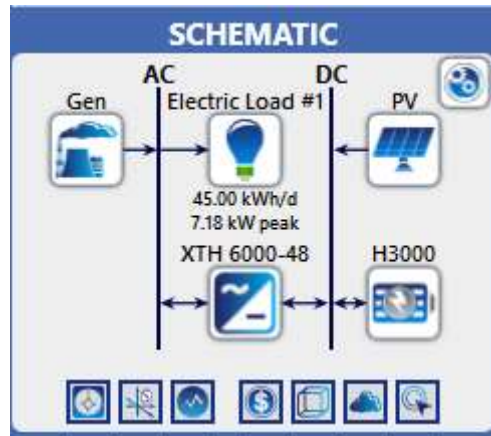 SCHEMATIC
AC DC
Gen Electric Load #1 PV
45.00 kWh/d
7.18 kW peak
XTH 6000-48 H3000